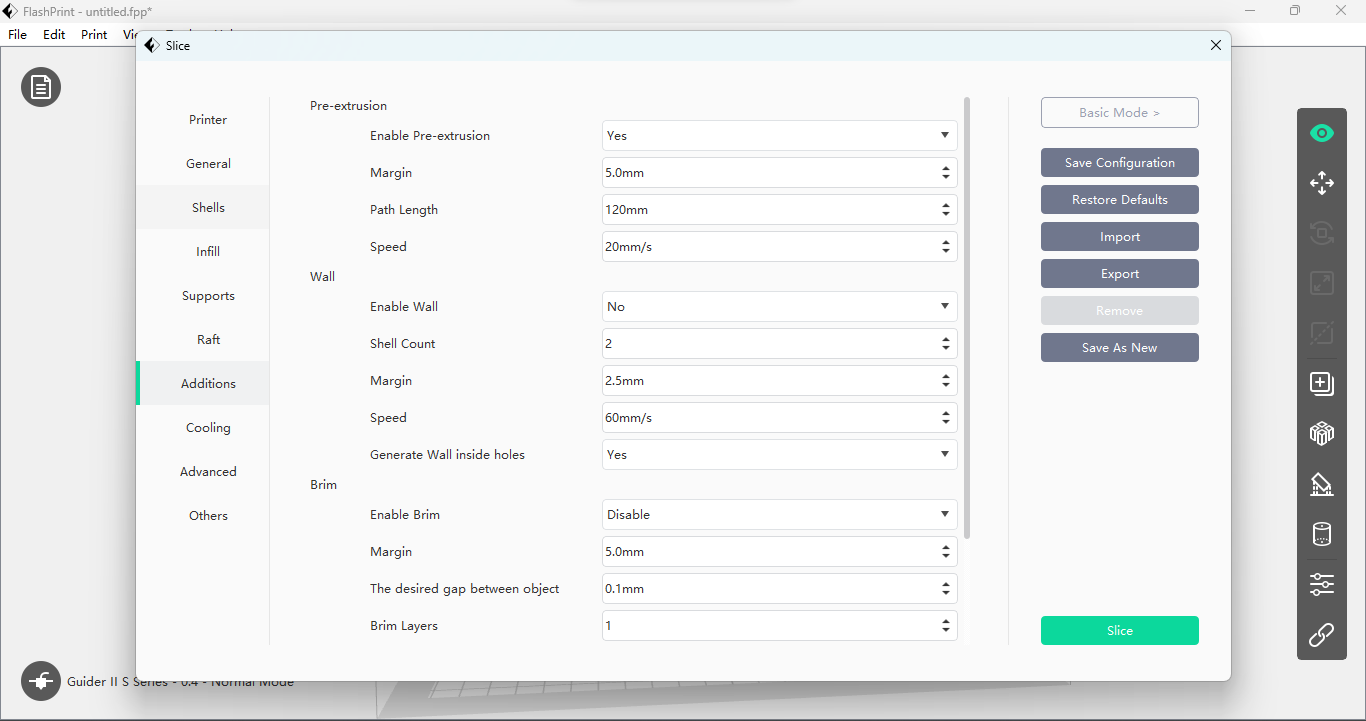 FlashPrint - untitled.fpp*
File Edit Print
Slice
Printer
General
Shells
Infill
Supports
Raft
Additions
Cooling
Advanced
Others
Pre-extrusion
Enable Pre-extrusion Yes
Margin 5.0mm
Path Length 120mm
Speed 20mm/s
Wall
Enable Wall No
Shell Count 2
Margin 2.5mm
Speed 60mm/s
Generate Wall inside holes Yes
Brim
Enable Brim Disable
Margin 5.0mm
The desired gap between object 0.1mm
Brim Layers 1
Basic Mode >
Save Configuration
Restore Defaults
Import
Export
Remove
Save As New
Slice
Guider II S Series - 0.4 - Normal Mode